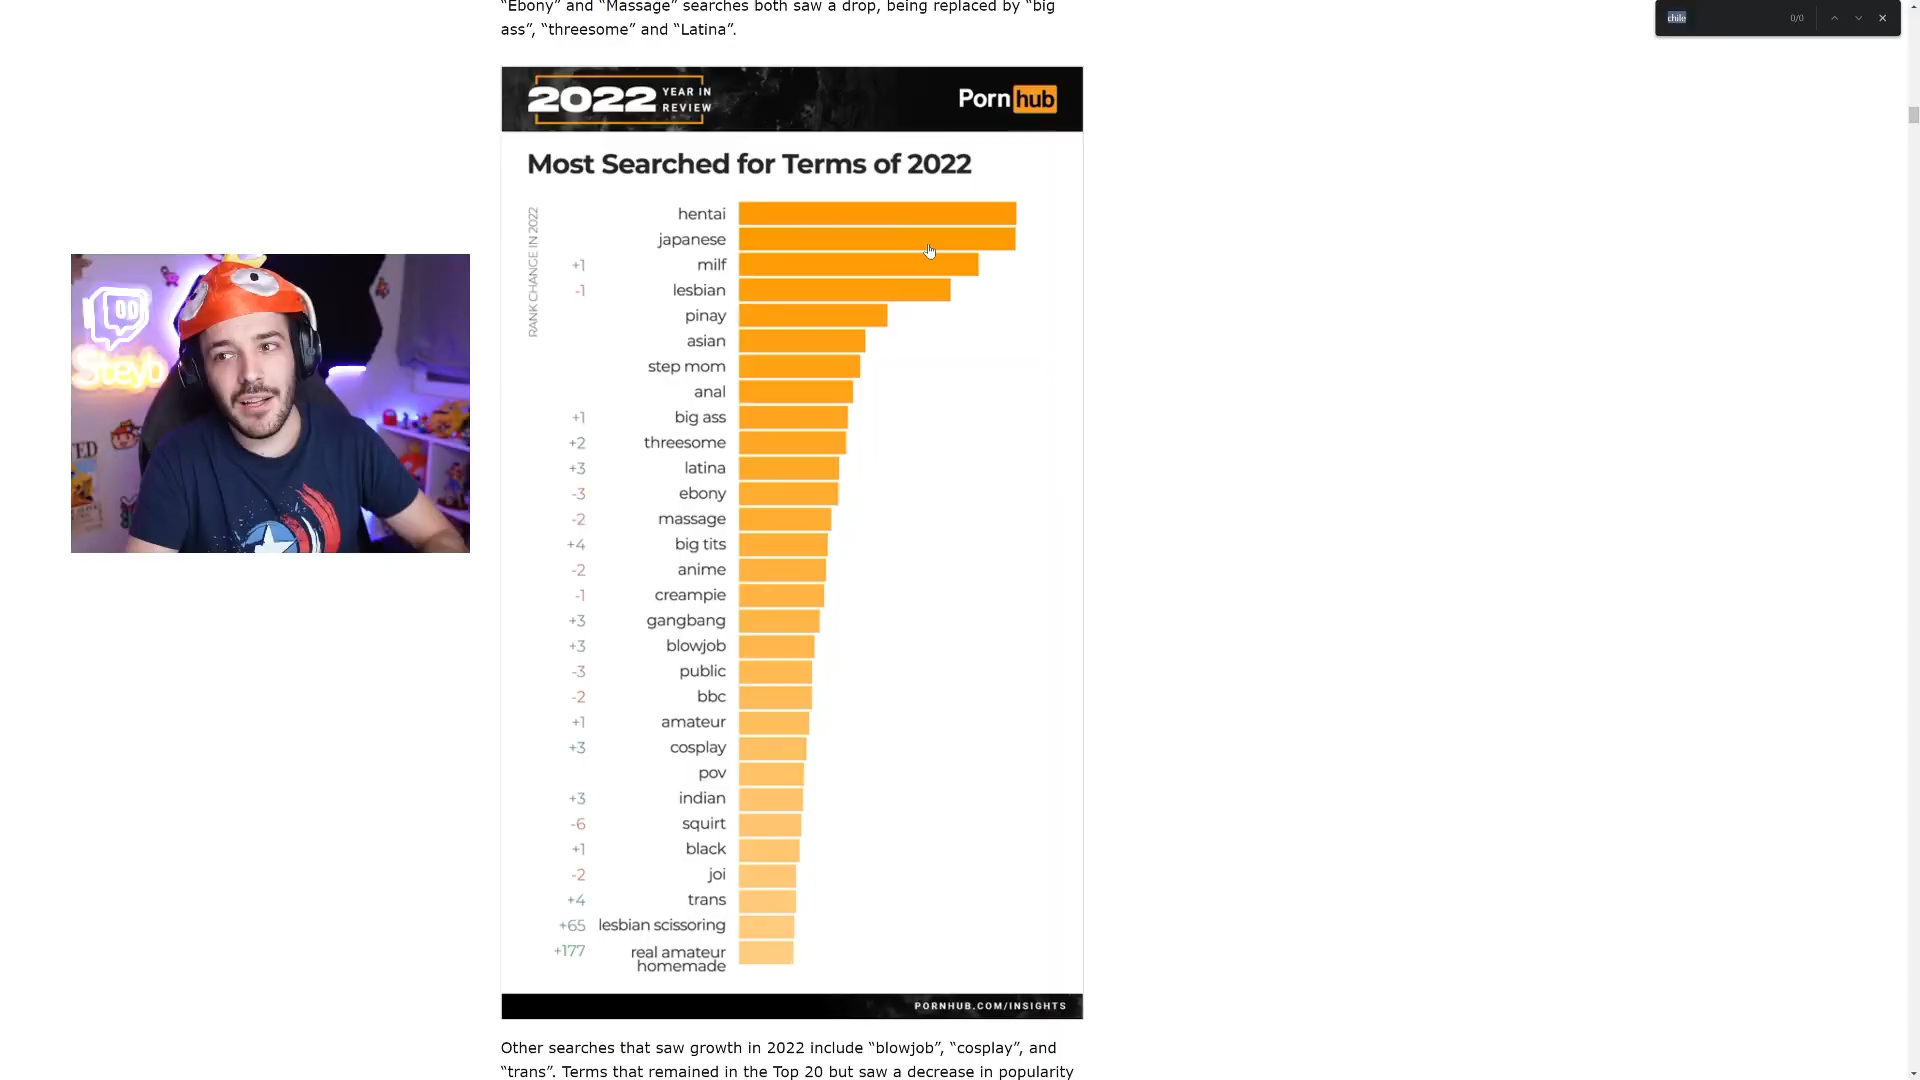 “Ebony” and “Massage” searches both saw a drop, being replaced by “big
ass”, “threesome” and “Latina”.
chile 0/0
2022 YEAR IN
REVIEW
Porn hub
Most Searched for Terms of 2022
RANK CHANGE IN 2022
hentai
japanese
+1 milf
-1 lesbian
pinay
asian
step mom
anal
+1 big ass
+2 threesome
+3 latina
-3 ebony
-2 massage
+4 big tits
-2 anime
-1 creampie
+3 gangbang
+3 blowjob
-3 public
-2 bbc
+1 amateur
+3 cosplay
pov
+3 indian
-6 squirt
+1 black
-2 joi
+4 trans
+65 lesbian scissoring
+177 real amateur
homemade
PORNHUB.COM/INSIGHTS
Other searches that saw growth in 2022 include “blowjob”, “cosplay”, and
“trans”. Terms that remained in the Top 20 but saw a decrease in popularity
Steyb